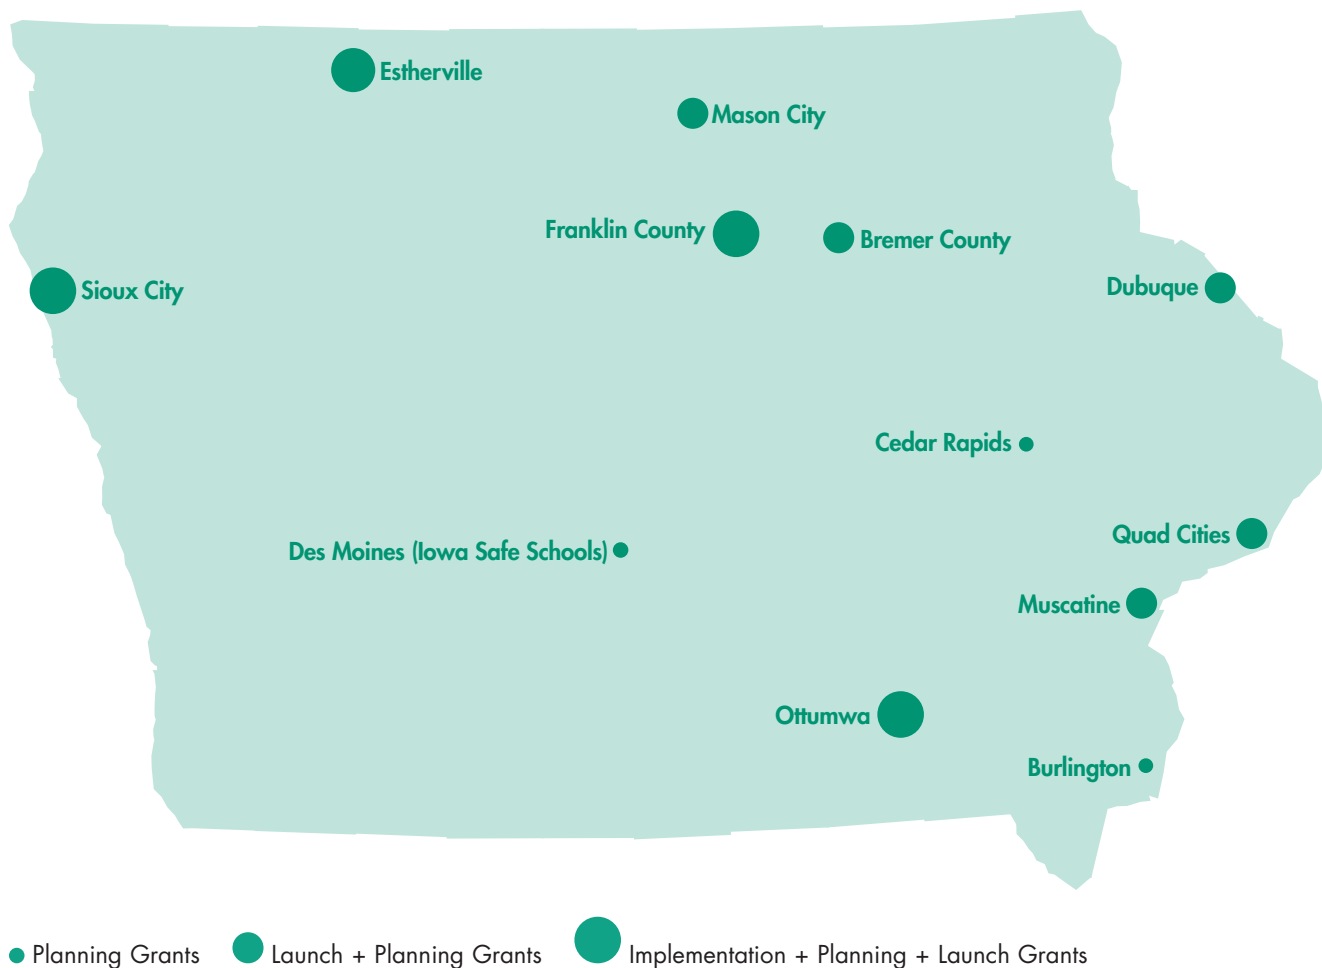 Estherville
Mason City
Franklin County
Bremer County
Sioux City
Dubuque
Cedar Rapids
Quad Cities
Des Moines (Iowa Safe Schools)
Muscatine
Ottumwa
Burlington
Planning Grants
Launch + Planning Grants
Implementation + Planning + Launch Grants